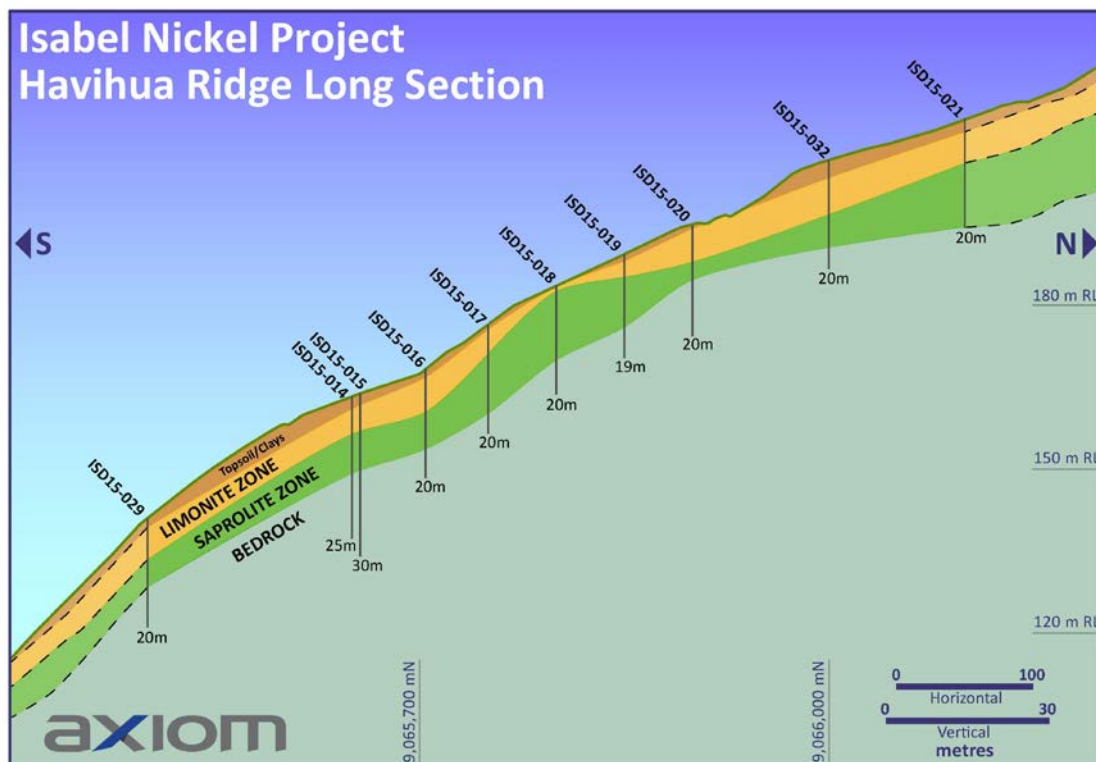 Isabel Nickel Project
Havihua Ridge Long Section
S
N
ISD15-029
ISD15-014
ISD15-015
ISD15-016
ISD15-017
ISD15-018
ISD15-019
ISD15-020
ISD15-032
ISD15-021
20m
25m
30m
20m
20m
20m
19m
20m
20m
20m
Topsoil/Clays
LIMONITE ZONE
SAPROLITE ZONE
BEDROCK
180 m RL
150 m RL
120 m RL
9,065,700 mN
9,066,000 mN
0 100
Horizontal
0 30
Vertical
metres
axiom